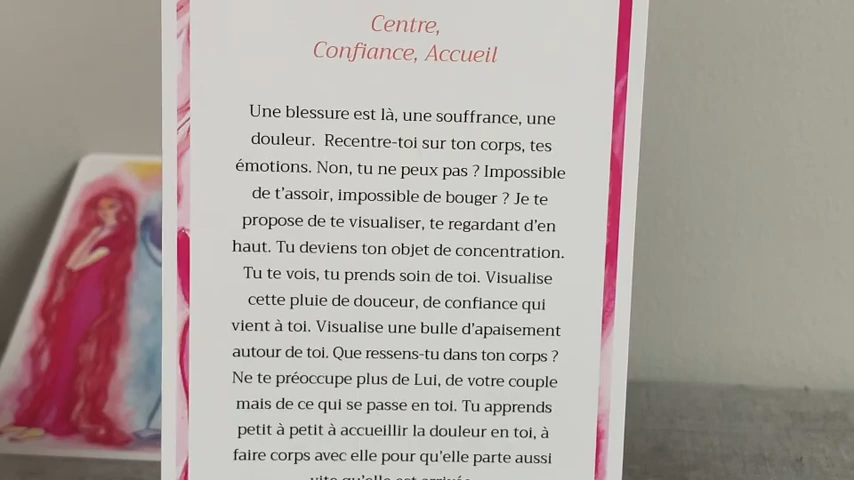 Centre,
Confiance, Accueil
Une blessure est là, une souffrance, une
douleur. Recentre-toi sur ton corps, tes
émotions. Non, tu ne peux pas ? Impossible
de t'assoir, impossible de bouger ? Je te
propose de te visualiser, te regardant d'en
haut. Tu deviens ton objet de concentration.
Tu te vois, tu prends soin de toi. Visualise
cette pluie de douceur, de confiance qui
vient à toi. Visualise une bulle d'apaisement
autour de toi. Que ressens-tu dans ton corps ?
Ne te préoccupe plus de Lui, de votre couple
mais de ce qui se passe en toi. Tu apprends
petit à petit à accueillir la douleur en toi, à
faire corps avec elle pour qu'elle parte aussi
vite qu'elle est arrivée